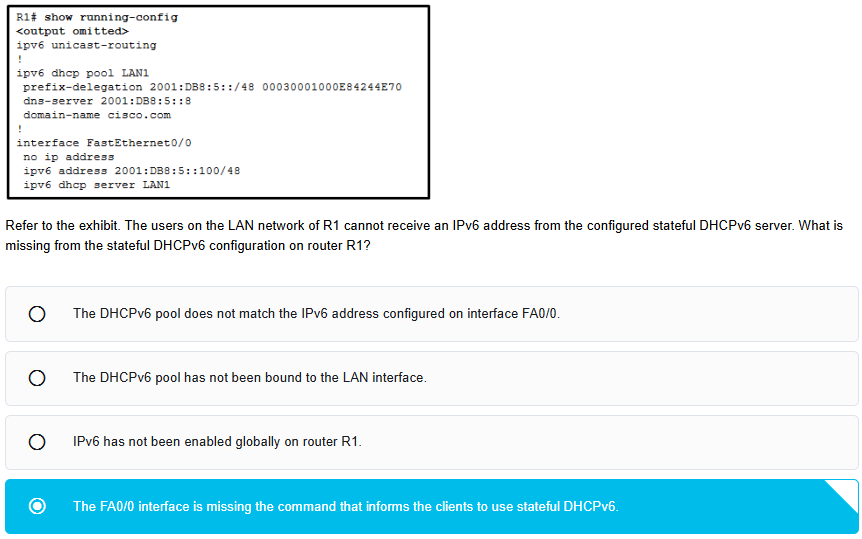 R1# show running-config
<output omitted>
ipv6 unicast-routing
!
ipv6 dhcp pool LAN1
prefix-delegation 2001:DB8:5::/48 00030001000E84244E70
dns-server 2001:DB8:5::8
domain-name cisco.com
!
interface FastEthernet0/0
no ip address
ipv6 address 2001:DB8:5::100/48
ipv6 dhcp server LAN1
Refer to the exhibit. The users on the LAN network of R1 cannot receive an IPv6 address from the configured stateful DHCPv6 server. What is
missing from the stateful DHCPv6 configuration on router R1?
The DHCPv6 pool does not match the IPv6 address configured on interface FA0/0.
The DHCPv6 pool has not been bound to the LAN interface.
IPv6 has not been enabled globally on router R1.
The FA0/0 interface is missing the command that informs the clients to use stateful DHCPv6.